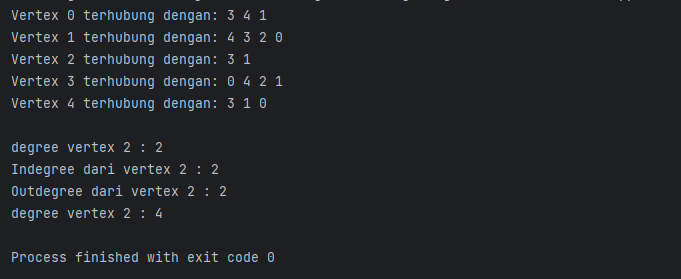 Vertex 0 terhubung dengan: 3 4 1
Vertex 1 terhubung dengan: 4 3 2 0
Vertex 2 terhubung dengan: 3 1
Vertex 3 terhubung dengan: 0 4 2 1
Vertex 4 terhubung dengan: 3 1 0
degree vertex 2 : 2
Indegree dari vertex 2 : 2
Outdegree dari vertex 2 : 2
degree vertex 2 : 4
Process finished with exit code 0